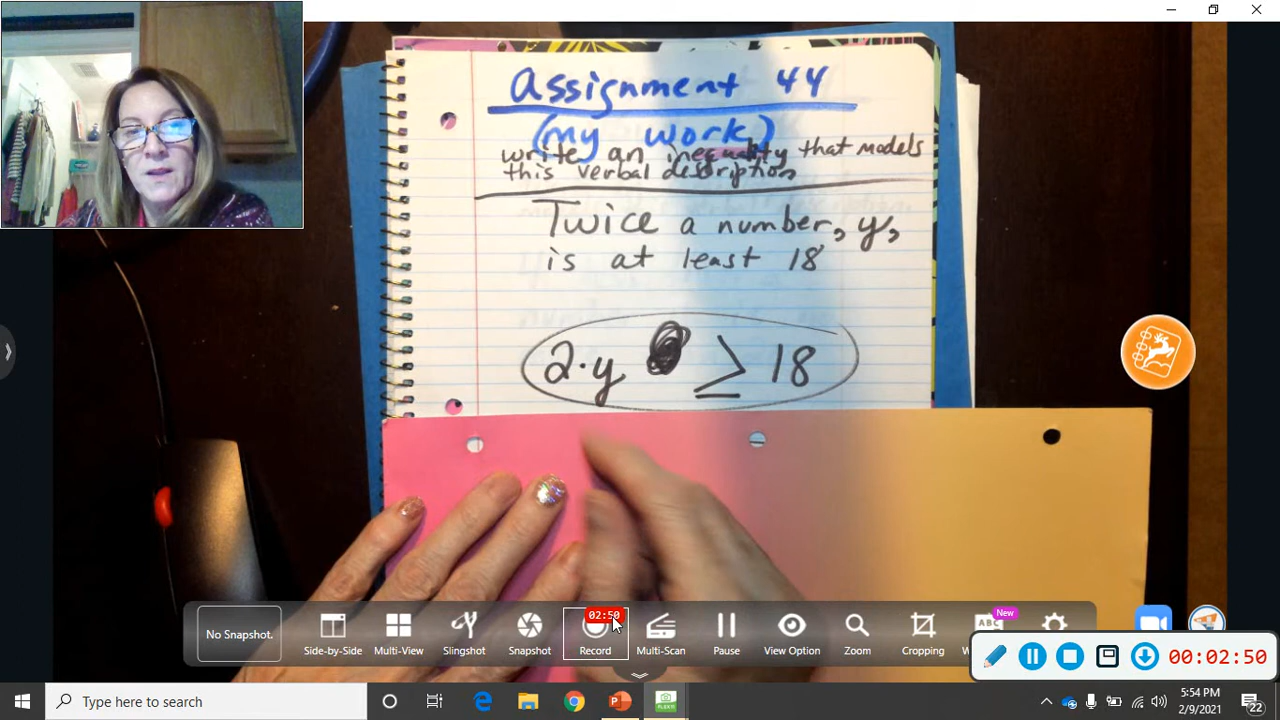 Assignment 44
(my work)
write an inequality that models
this verbal description
Twice a number, y,
is at least 18
2·y ≥ 18
02:50
No Snapshot.
Side-by-Side
Multi-View
Slingshot
Snapshot
Record
Multi-Scan
Pause
View Option
Zoom
Cropping
W
New
ABC
00:02:50
Type here to search
5:54 PM
2/9/2021
22